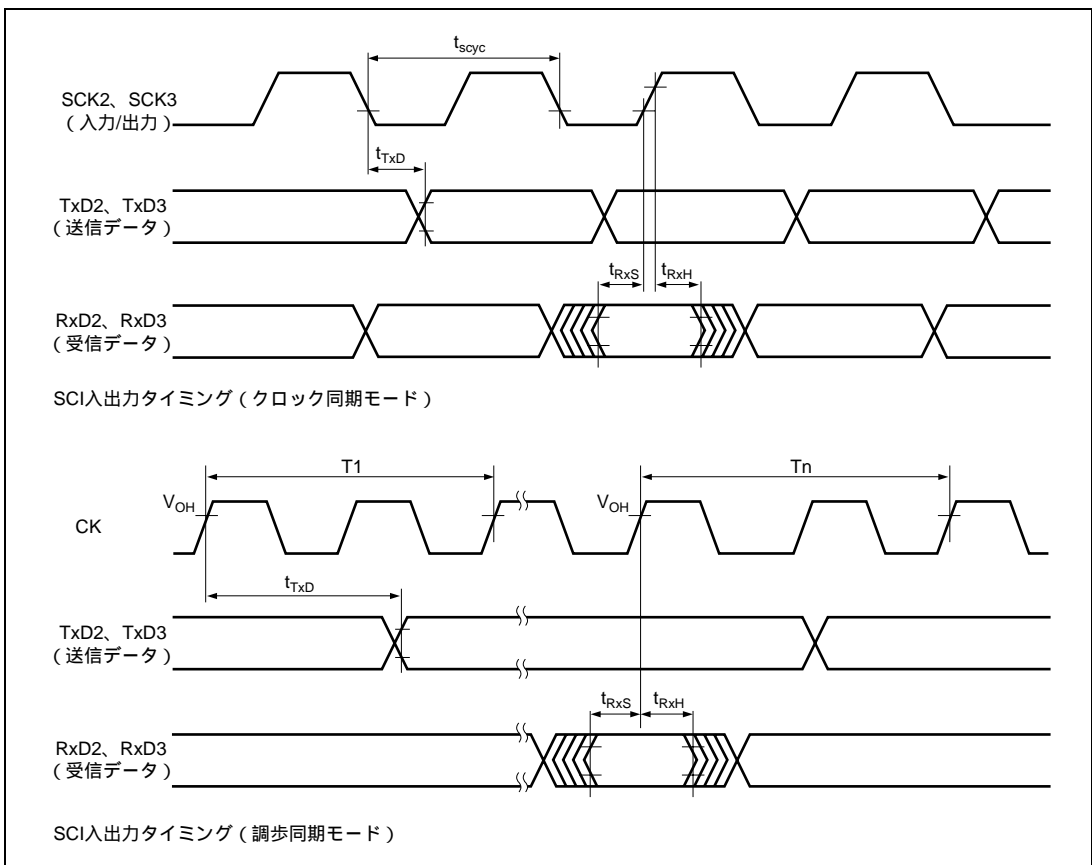 tscyc
SCK2、SCK3
（入力/出力）
tTxD
TxD2、TxD3
（送信データ）
tRxS
tRxH
RxD2、RxD3
（受信データ）
SCI入出力タイミング（クロック同期モード）
T1
Tn
VOH
VOH
CK
tTxD
TxD2、TxD3
（送信データ）
tRxS
tRxH
RxD2、RxD3
（受信データ）
SCI入出力タイミング（調歩同期モード）